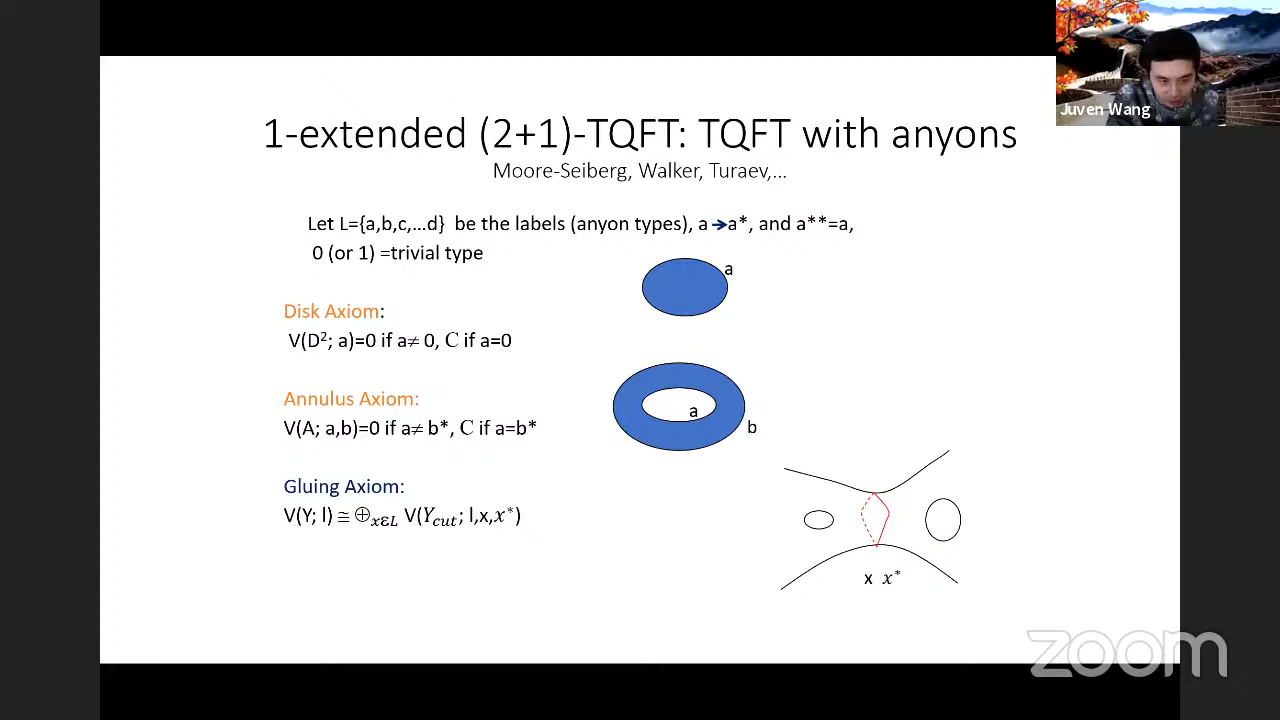 1-extended (2+1)-TQFT: TQFT with anyons
Moore-Seiberg, Walker, Turaev,...
Let L={a,b,c,...d} be the labels (anyon types), a ➔a*, and a**=a,
0 (or 1) =trivial type
a
Disk Axiom:
V(D²; a)=0 if a≠ 0, C if a=0
Annulus Axiom:
V(A; a,b)=0 if a≠ b*, C if a=b*
a
b
Gluing Axiom:
V(Y; l) ≅ ⊕xεL V(Ycut; l,x,x*)
x x*
Juven Wang
zoom